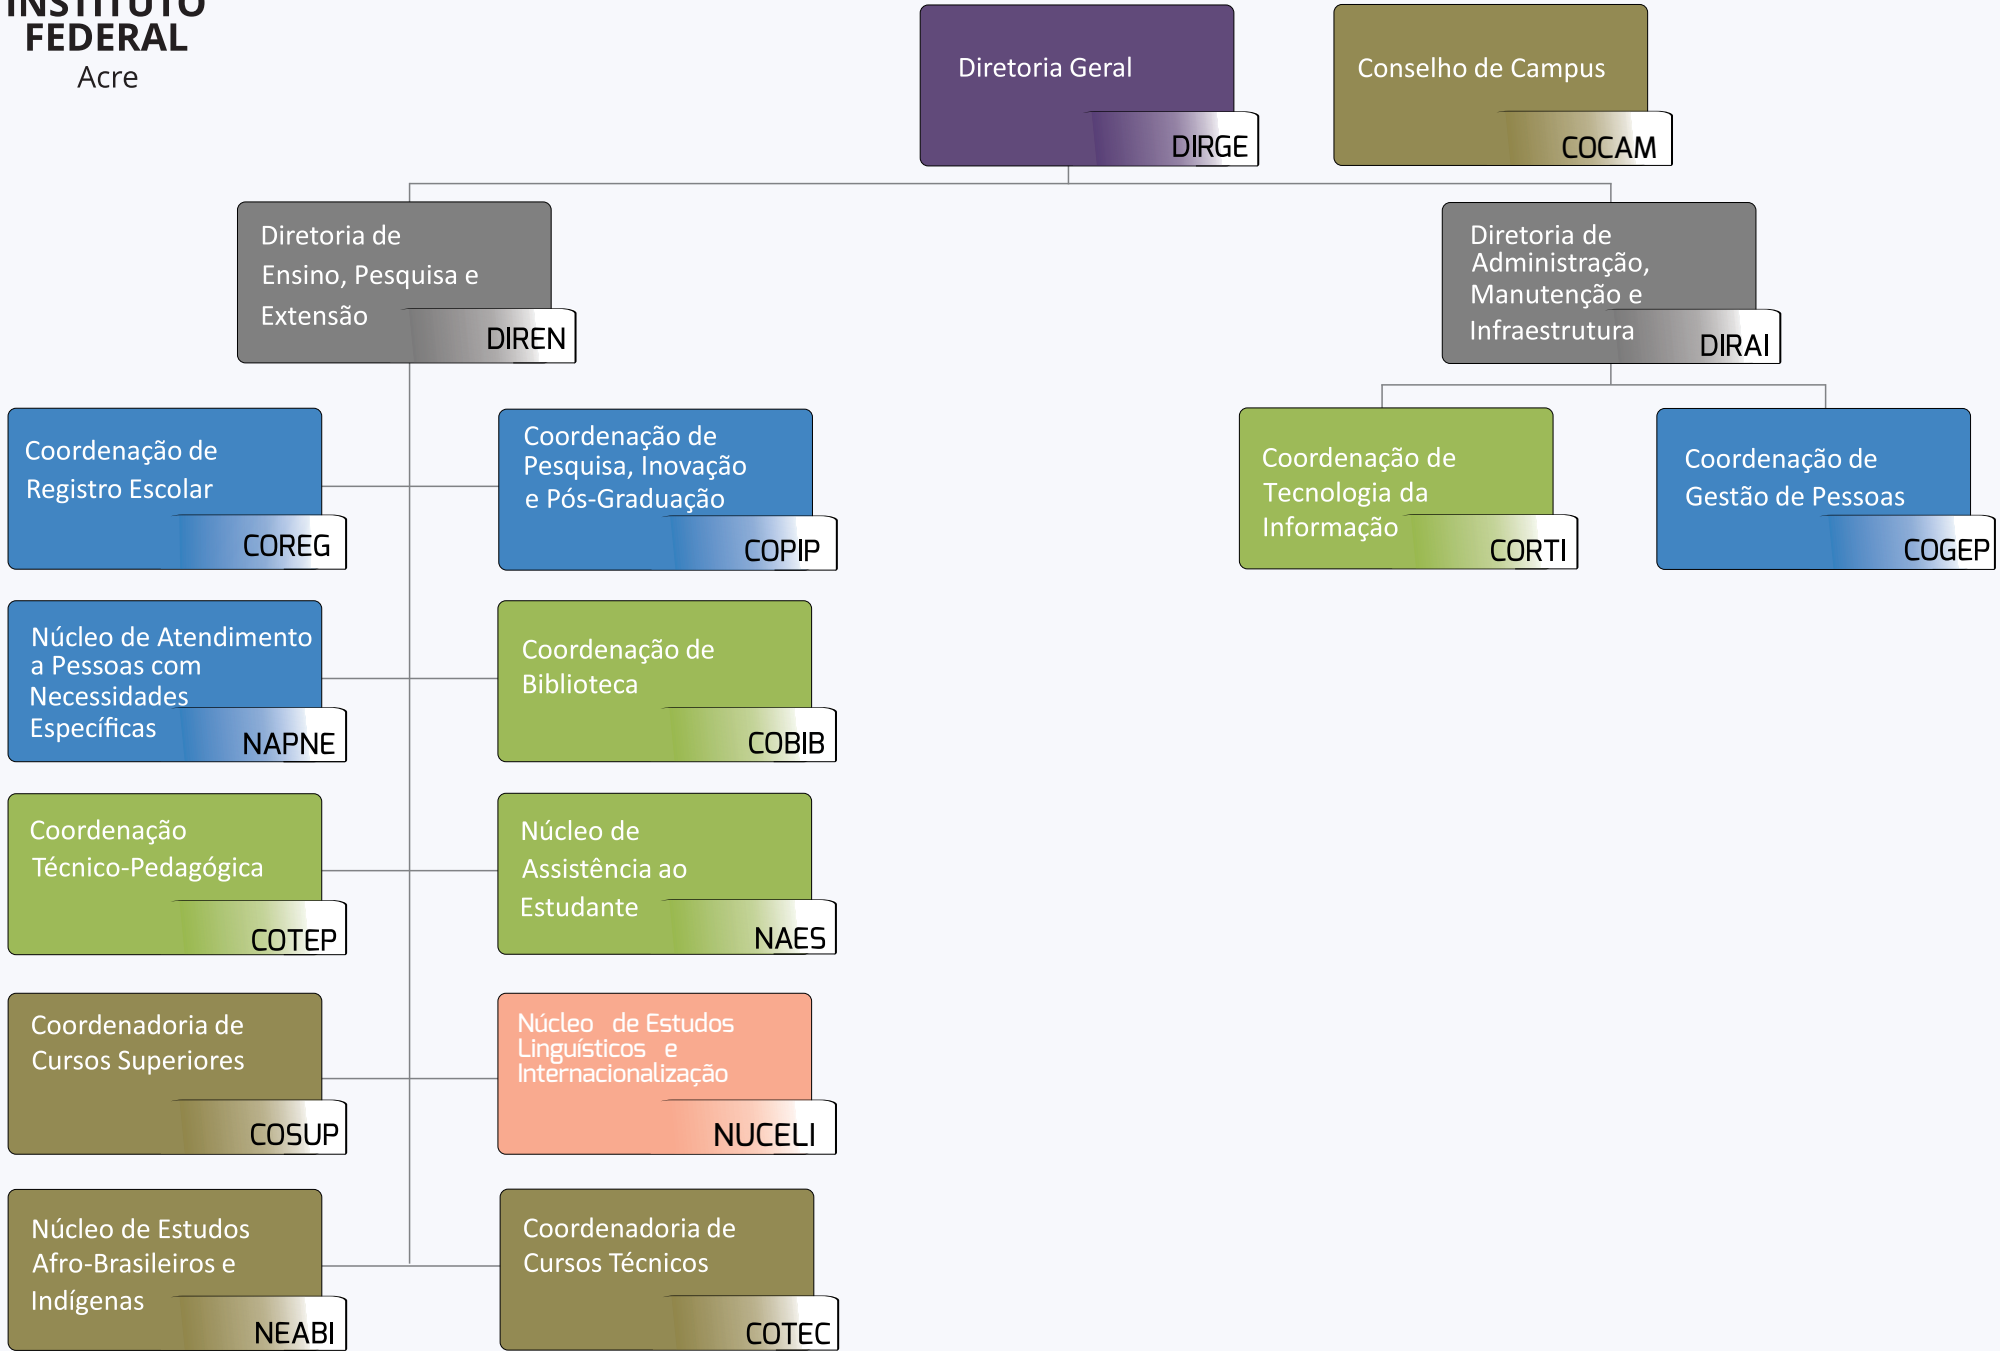 INSTITUTO
FEDERAL
Acre
Diretoria Geral
DIRGE
Conselho de Campus
COCAM
Diretoria de
Ensino, Pesquisa e
Extensão
DIREN
Diretoria de
Administração,
Manutenção e
Infraestrutura
DIRAI
Coordenação de
Registro Escolar
COREG
Coordenação de
Pesquisa, Inovação
e Pós-Graduação
COPIP
Coordenação de
Tecnologia da
Informação
CORTI
Coordenação de
Gestão de Pessoas
COGEP
Núcleo de Atendimento
a Pessoas com
Necessidades
Específicas
NAPNE
Coordenação de
Biblioteca
COBIB
Coordenação
Técnico-Pedagógica
COTEP
Núcleo de
Assistência ao
Estudante
NAES
Coordenadoria de
Cursos Superiores
COSUP
Núcleo de Estudos
Linguísticos e
Internacionalização
NUCELI
Núcleo de Estudos
Afro-Brasileiros e
Indígenas
NEABI
Coordenadoria de
Cursos Técnicos
COTEC